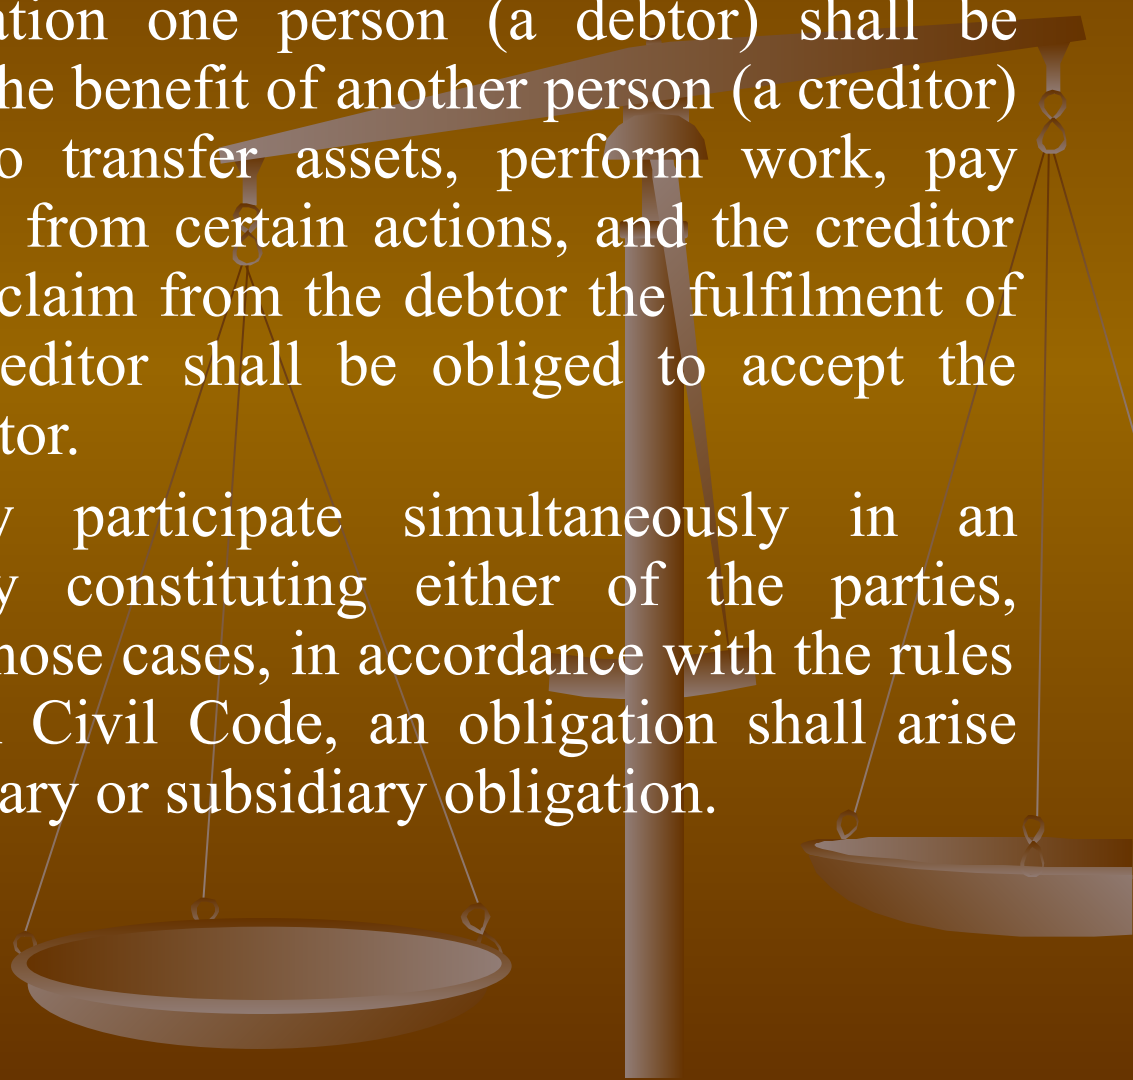 ation one person (a debtor) shall be
he benefit of another person (a creditor)
o transfer assets, perform work, pay
from certain actions, and the creditor
claim from the debtor the fulfilment of
editor shall be obliged to accept the
tor.
y participate simultaneously in an
y constituting either of the parties,
hose cases, in accordance with the rules
Civil Code, an obligation shall arise
ary or subsidiary obligation.